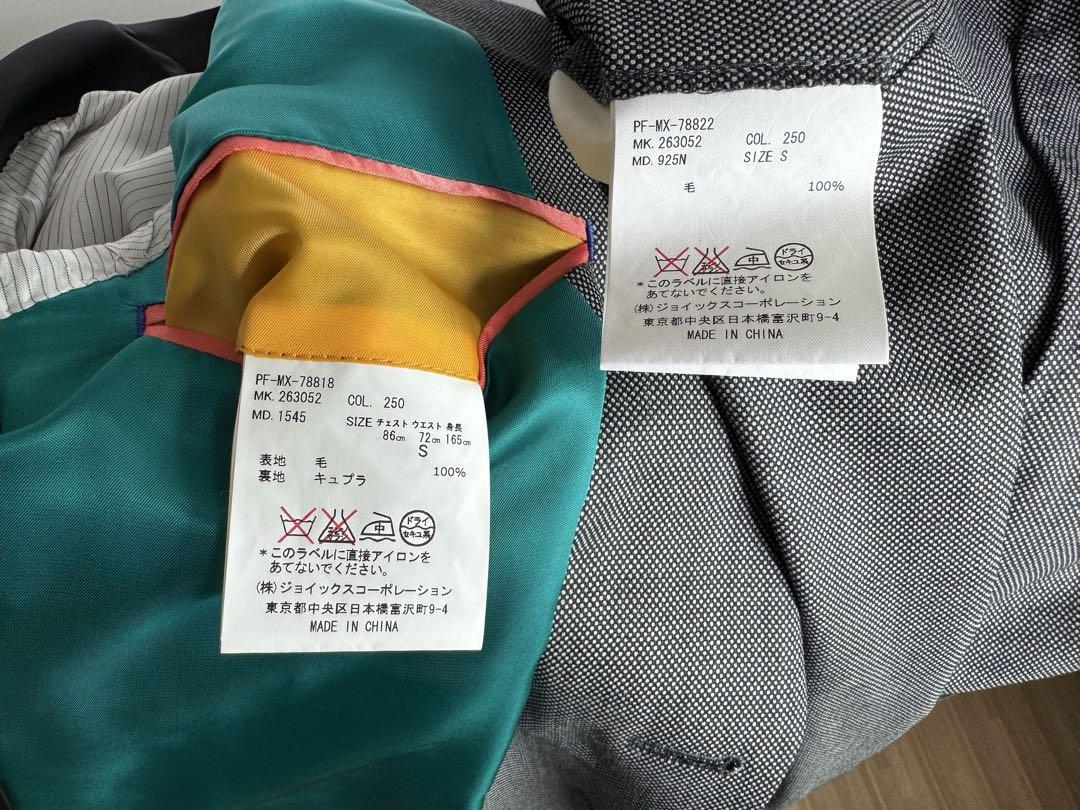 PF-MX-78822
MK. 263052 COL. 250
MD. 925N SIZE S
毛 100%
中
ドライ
セキユ系
*このラベルに直接アイロンを
あてないでください。
(株)ジョイックスコーポレーション
東京都中央区日本橋富沢町9-4
MADE IN CHINA
PF-MX-78818
MK. 263052 COL. 250
MD. 1545 SIZE チェスト ウエスト 身長
86cm 72cm 165cm
S
表地 毛 100%
裏地 キュプラ
中
ドライ
セキユ系
*このラベルに直接アイロンを
あてないでください。
(株)ジョイックスコーポレーション
東京都中央区日本橋富沢町9-4
MADE IN CHINA